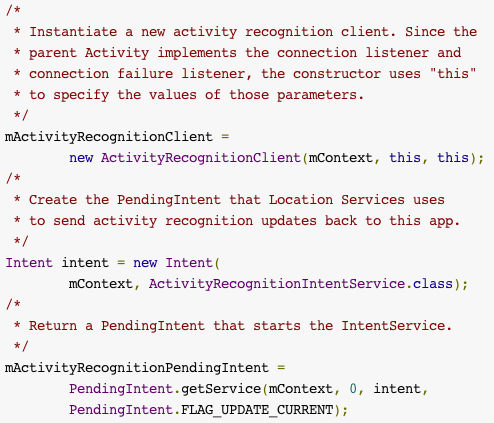 /*
 * Instantiate a new activity recognition client. Since the
 * parent Activity implements the connection listener and
 * connection failure listener, the constructor uses "this"
 * to specify the values of those parameters.
 */
mActivityRecognitionClient =
        new ActivityRecognitionClient(mContext, this, this);
/*
 * Create the PendingIntent that Location Services uses
 * to send activity recognition updates back to this app.
 */
Intent intent = new Intent(
        mContext, ActivityRecognitionIntentService.class);
/*
 * Return a PendingIntent that starts the IntentService.
 */
mActivityRecognitionPendingIntent =
        PendingIntent.getService(mContext, 0, intent,
        PendingIntent.FLAG_UPDATE_CURRENT);